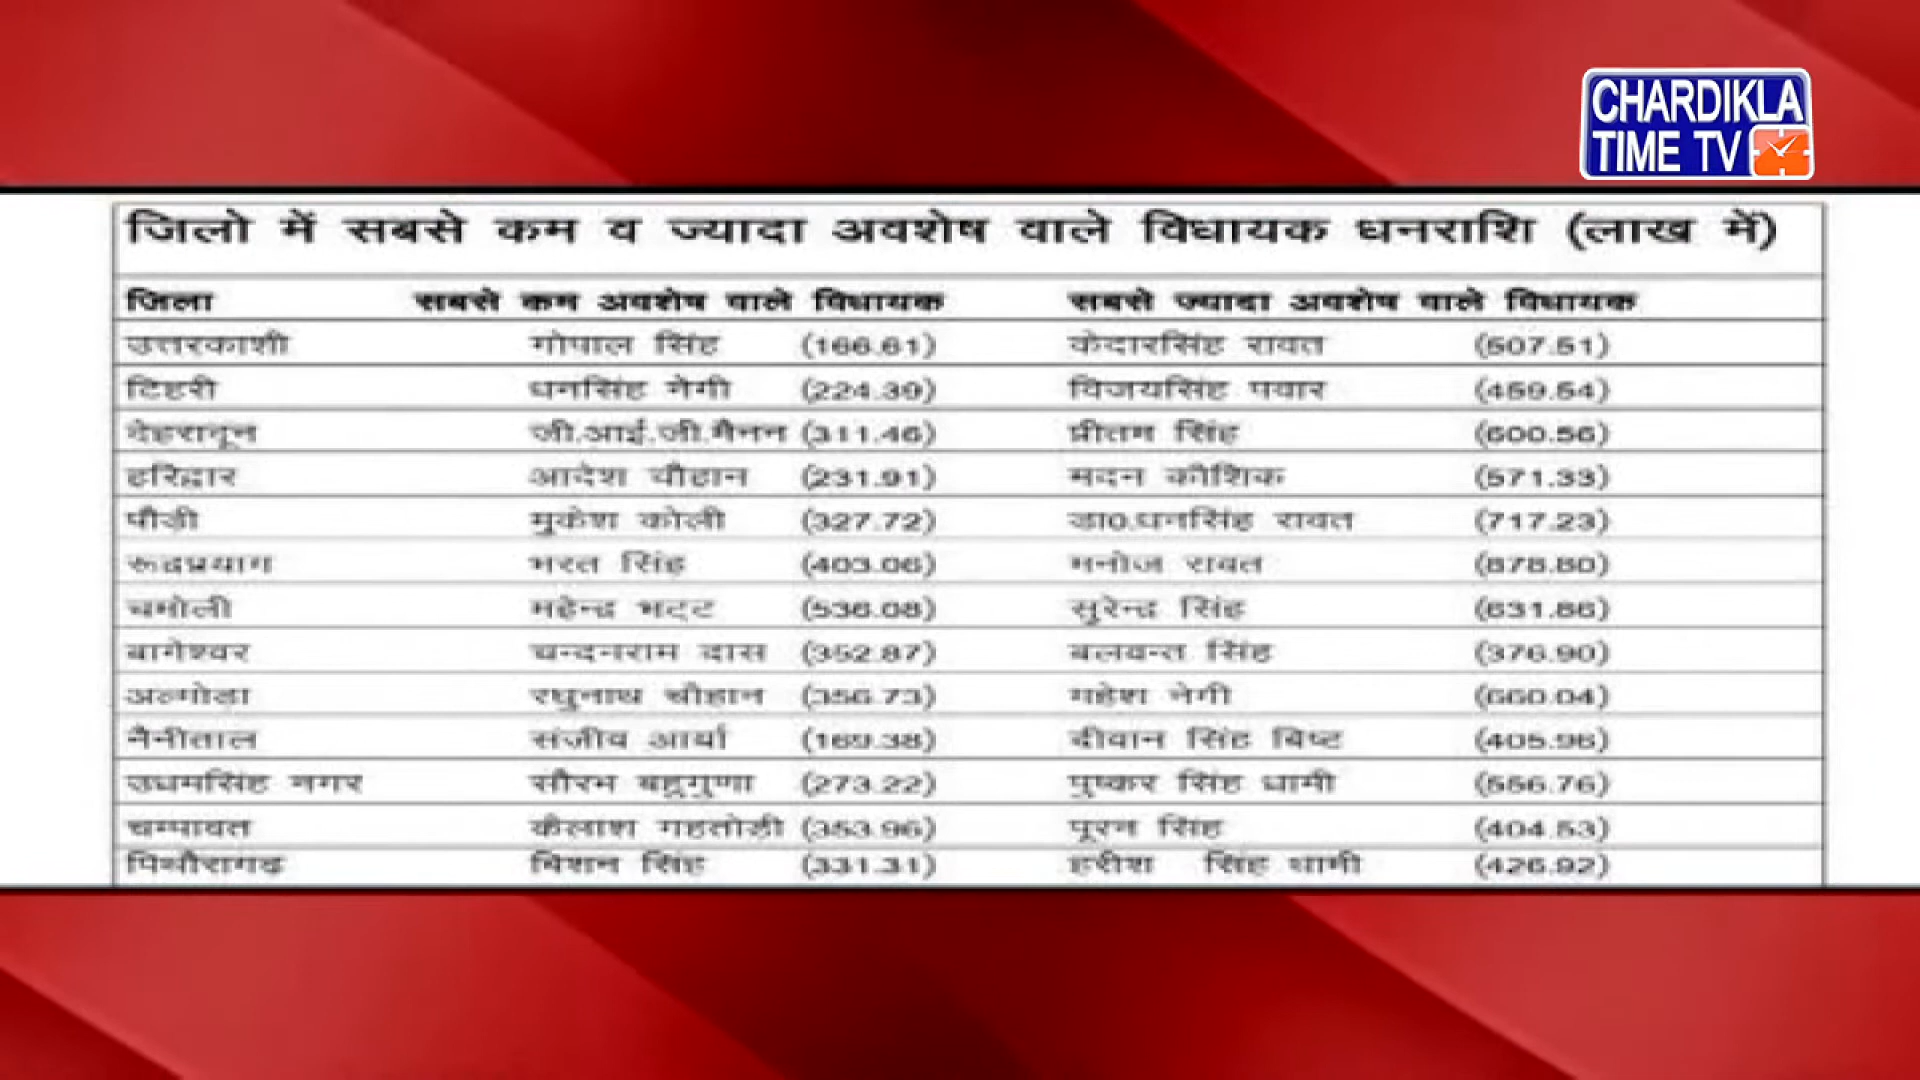 CHARDIKLA
TIME TV
जिलो में सबसे कम व ज्यादा अवशेष वाले विधायक धनराशि (लाख में)
जिला सबसे कम अवशेष वाले विधायक सबसे ज्यादा अवशेष वाले विधायक
उत्तरकाशी गोपाल सिंह (166.61) केदारसिंह रावत (507.51)
टिहरी धनसिंह नेगी (224.39) विजयसिंह पवार (459.54)
देहरादून जी.आई.जी.मैनन (311.46) प्रीतम सिंह (600.56)
हरिद्वार आदेश चौहान (231.91) मदन कौशिक (571.33)
पौड़ी मुकेश कोली (327.72) डा0.धनसिंह रावत (717.23)
रूद्रप्रयाग भरत सिंह (403.06) मनोज रावत (878.80)
चमोली महेन्द्र भट्ट (536.08) सुरेन्द्र सिंह (631.86)
बागेश्वर चन्दनराम दास (352.87) बलवन्त सिंह (376.90)
अल्मोडा रघुनाथ चौहान (356.73) महेश नेगी (660.04)
नैनीताल संजीव आर्या (169.38) दीवान सिंह बिष्ट (405.96)
उधमसिंह नगर सौरभ बहुगुणा (273.22) पुष्कर सिंह धामी (556.76)
चम्पावत कैलाश गहतोडी (353.96) पूरन सिंह (404.53)
पिथौरागढ बिशन सिंह (331.31) हरीश सिंह धामी (426.92)